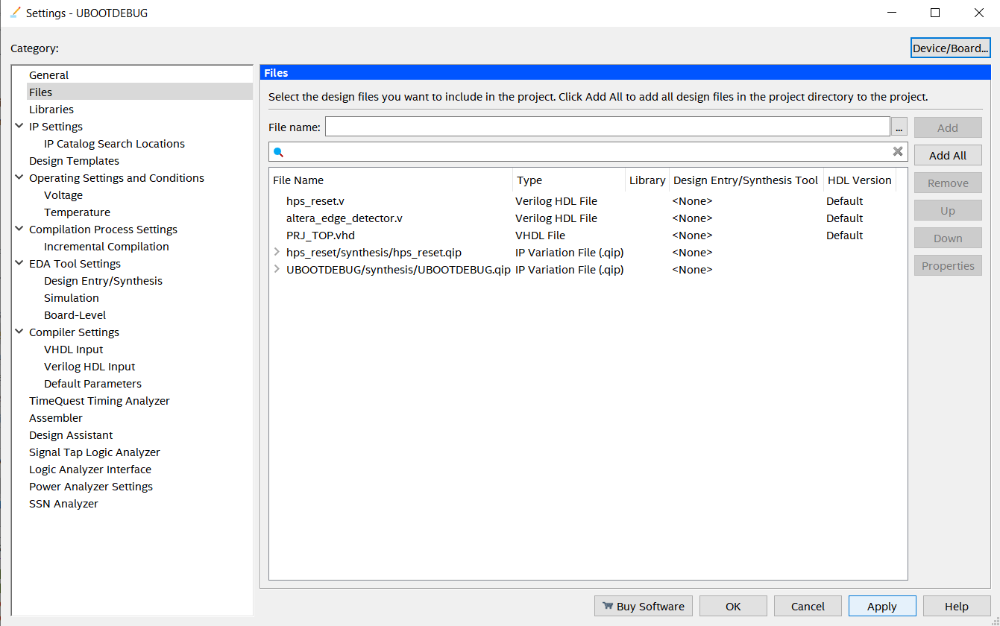 Settings - UBOOTDEBUG
Category:
Device/Board...
General
Files
Libraries
IP Settings
IP Catalog Search Locations
Design Templates
Operating Settings and Conditions
Voltage
Temperature
Compilation Process Settings
Incremental Compilation
EDA Tool Settings
Design Entry/Synthesis
Simulation
Board-Level
Compiler Settings
VHDL Input
Verilog HDL Input
Default Parameters
TimeQuest Timing Analyzer
Assembler
Design Assistant
Signal Tap Logic Analyzer
Logic Analyzer Interface
Power Analyzer Settings
SSN Analyzer
Files
Select the design files you want to include in the project. Click Add All to add all design files in the project directory to the project.
File name: ... Add
Add All
File Name Type Library Design Entry/Synthesis Tool HDL Version
hps_reset.v Verilog HDL File <None> Default
altera_edge_detector.v Verilog HDL File <None> Default
PRJ_TOP.vhd VHDL File <None> Default
hps_reset/synthesis/hps_reset.qip IP Variation File (.qip) <None>
UBOOTDEBUG/synthesis/UBOOTDEBUG.qip IP Variation File (.qip) <None>
Remove
Up
Down
Properties
Buy Software OK Cancel Apply Help